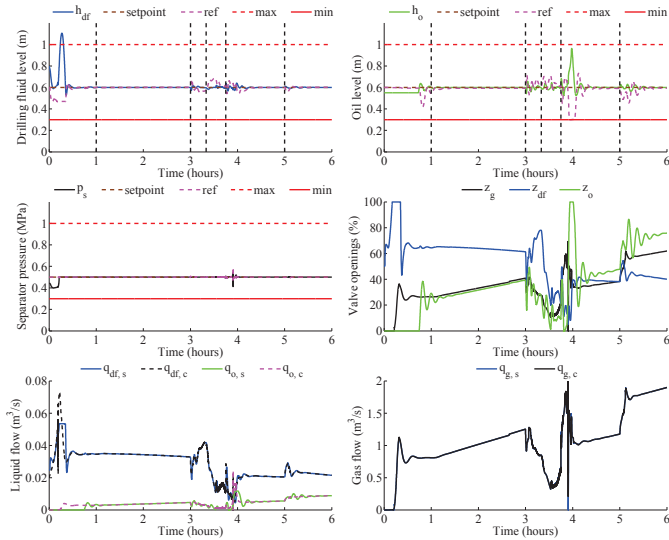 h_df setpoint ref max min
Drilling fluid level (m)
1
0.8
0.6
0.4
0.2
0
0 1 2 3 4 5 6
Time (hours)
h_o setpoint ref max min
Oil level (m)
1
0.8
0.6
0.4
0.2
0
0 1 2 3 4 5 6
Time (hours)
p_s setpoint ref max min
Separator pressure (MPa)
1
0.8
0.6
0.4
0.2
0
0 1 2 3 4 5 6
Time (hours)
z_g z_df z_o
Valve openings (%)
100
80
60
40
20
0
0 1 2 3 4 5 6
Time (hours)
q_df, s q_df, c q_o, s q_o, c
Liquid flow (m³/s)
0.08
0.06
0.04
0.02
0
0 1 2 3 4 5 6
Time (hours)
q_g, s q_g, c
Gas flow (m³/s)
2
1.5
1
0.5
0
0 1 2 3 4 5 6
Time (hours)